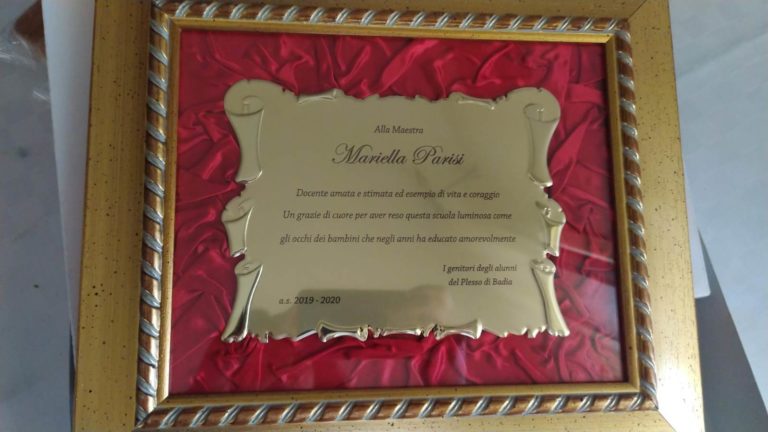 Alla Maestra
Mariella Parisi
Docente amata e stimata ed esempio di vita e coraggio
Un grazie di cuore per aver reso questa scuola luminosa come
gli occhi dei bambini che negli anni ha educato amorevolmente
I genitori degli alunni
del Plesso di Badia
a.s. 2019 - 2020